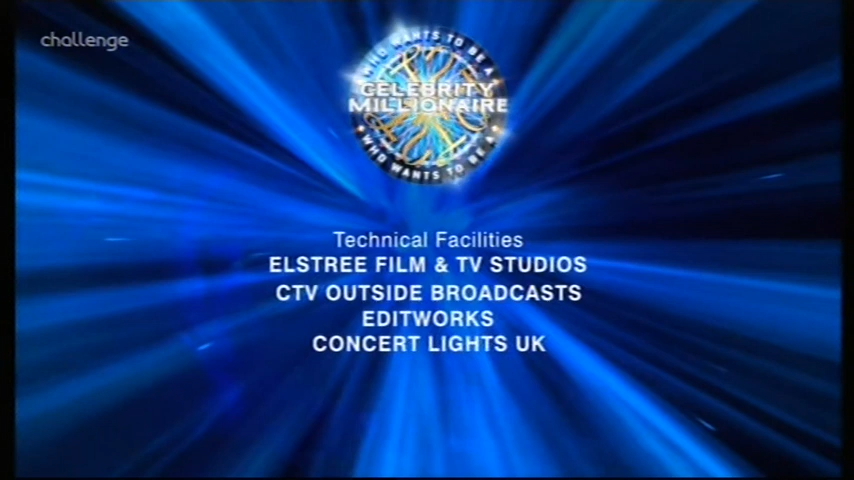 challenge
WHO WANTS TO BE A
CELEBRITY
MILLIONAIRE
WHO WANTS TO BE A
Technical Facilities
ELSTREE FILM & TV STUDIOS
CTV OUTSIDE BROADCASTS
EDITWORKS
CONCERT LIGHTS UK